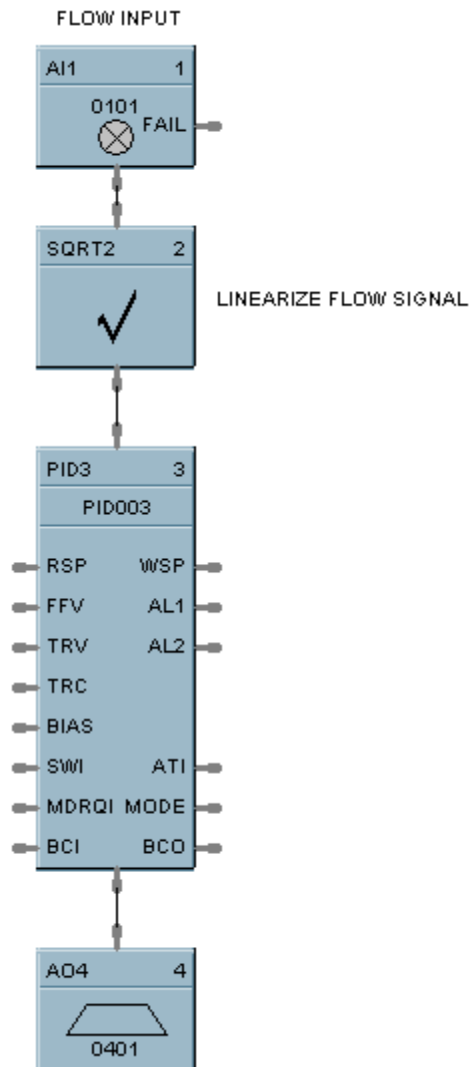 FLOW INPUT
AI1 1
0101
FAIL
SQRT2 2
LINEARIZE FLOW SIGNAL
PID3 3
PID003
RSP WSP
FFV AL1
TRV AL2
TRC
BIAS
SWI ATI
MDRQI MODE
BCI BCO
AO4 4
0401